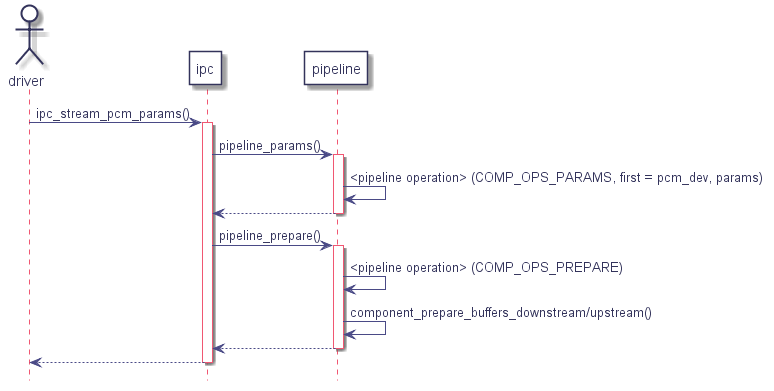 driver
ipc
pipeline
ipc_stream_pcm_params()
pipeline_params()
<pipeline operation> (COMP_OPS_PARAMS, first = pcm_dev, params)
pipeline_prepare()
<pipeline operation> (COMP_OPS_PREPARE)
component_prepare_buffers_downstream/upstream()